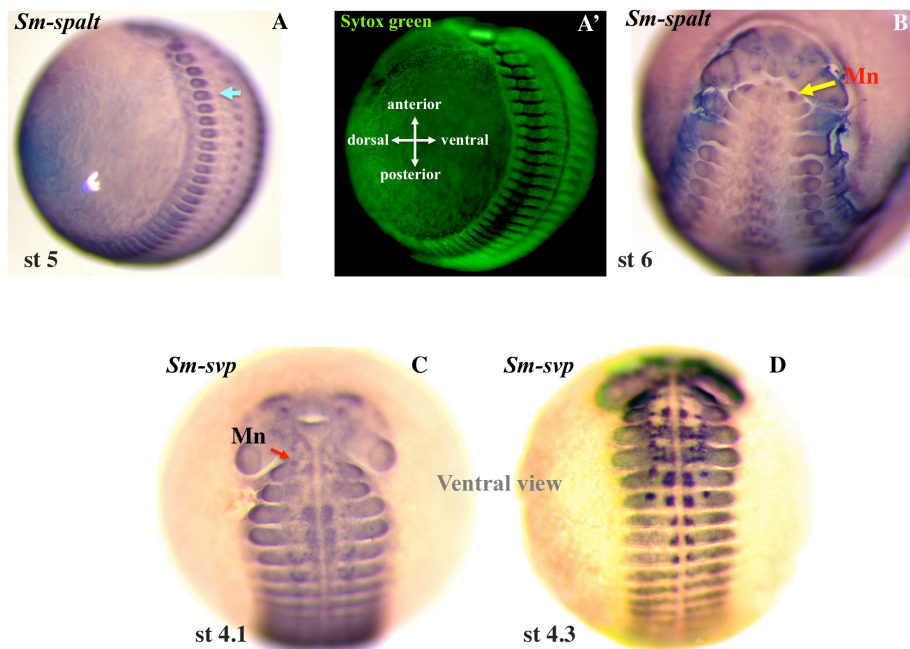 Sm-spalt A
st 5
Sytox green A’
anterior
dorsal ventral
posterior
Sm-spalt B
Mn
st 6
Sm-svp C
Mn
st 4.1
Ventral view
Sm-svp D
st 4.3